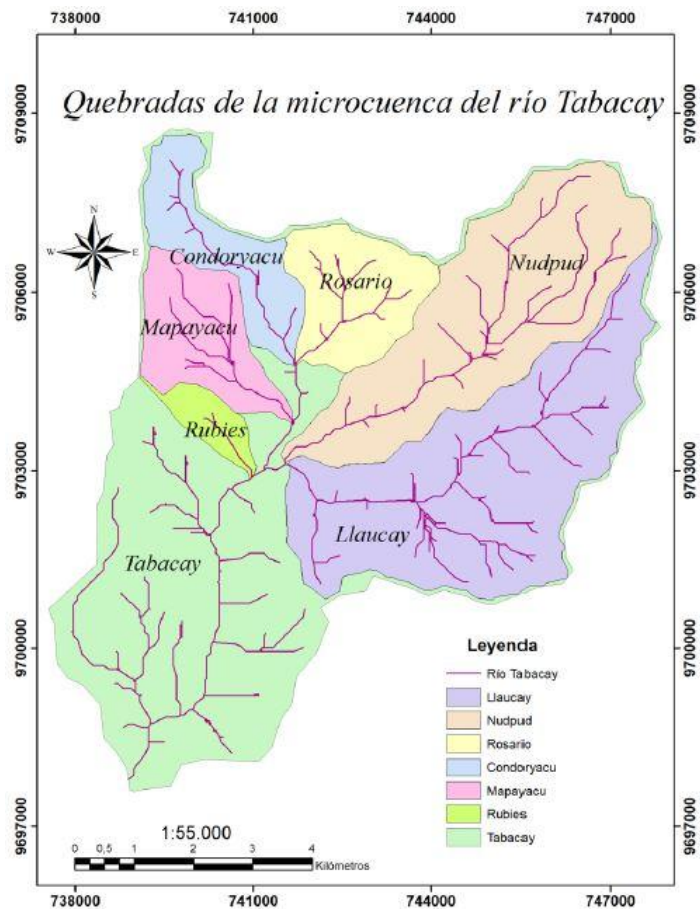 738000 741000 744000 747000
Quebradas de la microcuenca del río Tabacay
9709000 9709000
N
W E
S
Condoryacu
Rosario
Nudpud
9706000 9706000
Mapayacu
Rubies
9703000 9703000
Llaucay
Tabacay
9700000 9700000
Leyenda
Río Tabacay
Llaucay
Nudpud
Rosario
Condoryacu
Mapayacu
Rubies
Tabacay
9697000 9697000
1:55.000
0 0,5 1 2 3 4
Kilómetros
738000 741000 744000 747000